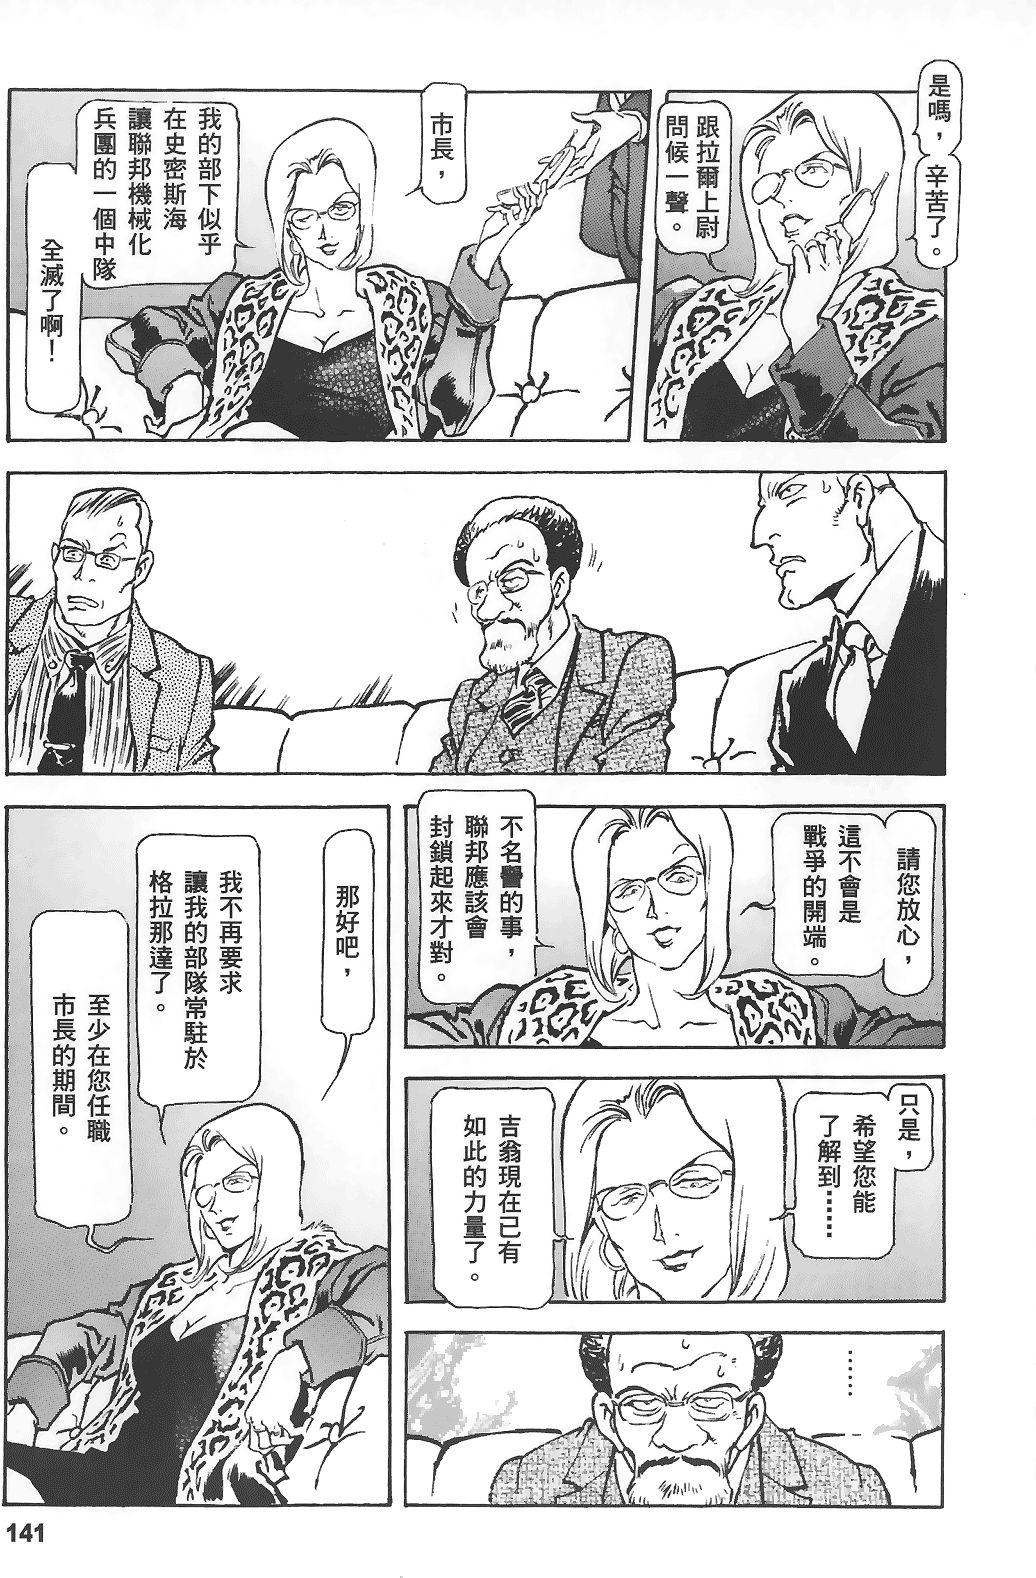 是嗎，
辛苦了。
跟拉爾上尉
問候一聲。
市長，
我的部下似乎
在史密斯海
讓聯邦機械化
兵團的一個中隊
全滅了啊！
請您放心，
這不會是
戰爭的開端。
不名譽的事，
聯邦應該會
封鎖起來才對。
只是，
希望您能
了解到……
吉翁現在已有
如此的力量了。
……
那好吧，
我不再要求
讓我的部隊常駐於
格拉那達了。
至少在您任職
市長的期間。
141